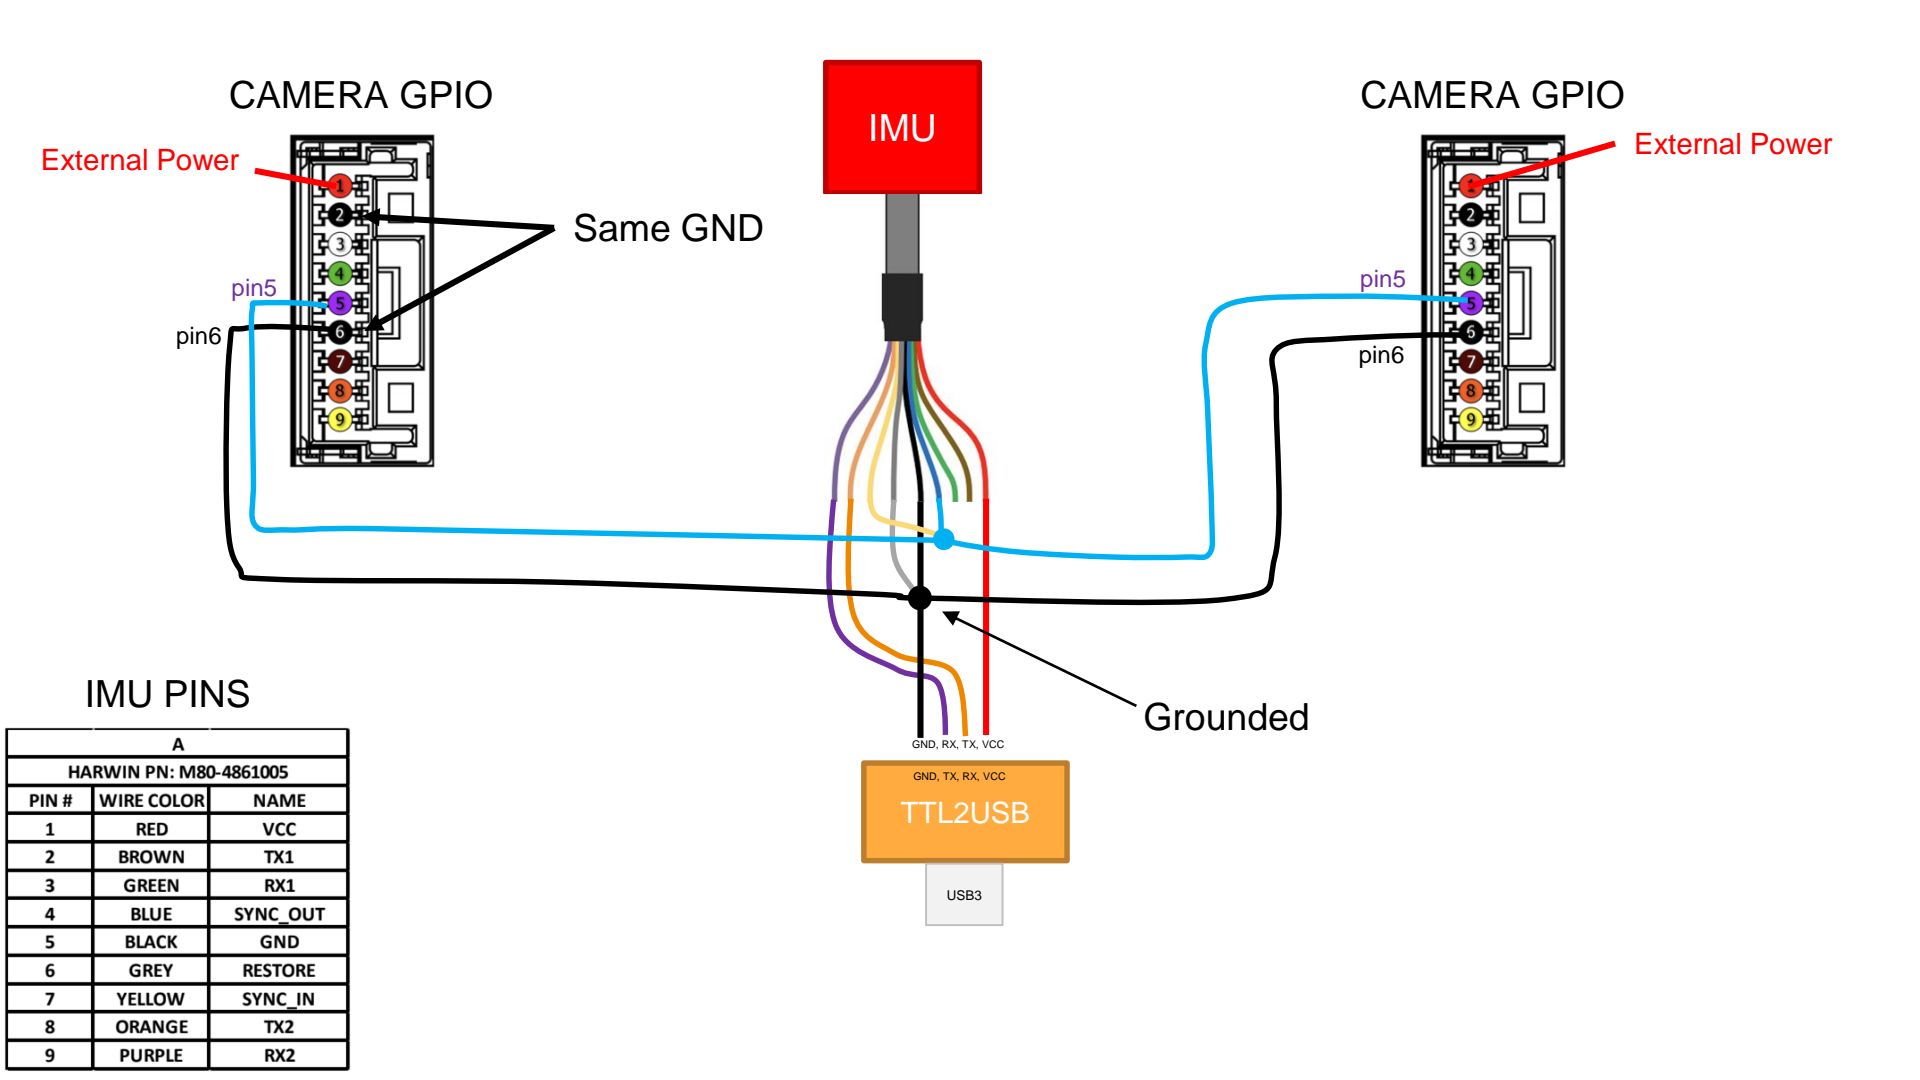 CAMERA GPIO
External Power
1
2
3
4
5
6
7
8
9
pin5
pin6
Same GND
IMU
CAMERA GPIO
External Power
1
2
3
4
5
6
7
8
9
pin5
pin6
Grounded
GND, RX, TX, VCC
GND, TX, RX, VCC
TTL2USB
USB3
IMU PINS
A
HARWIN PN: M80-4861005
PIN # WIRE COLOR NAME
1 RED VCC
2 BROWN TX1
3 GREEN RX1
4 BLUE SYNC_OUT
5 BLACK GND
6 GREY RESTORE
7 YELLOW SYNC_IN
8 ORANGE TX2
9 PURPLE RX2